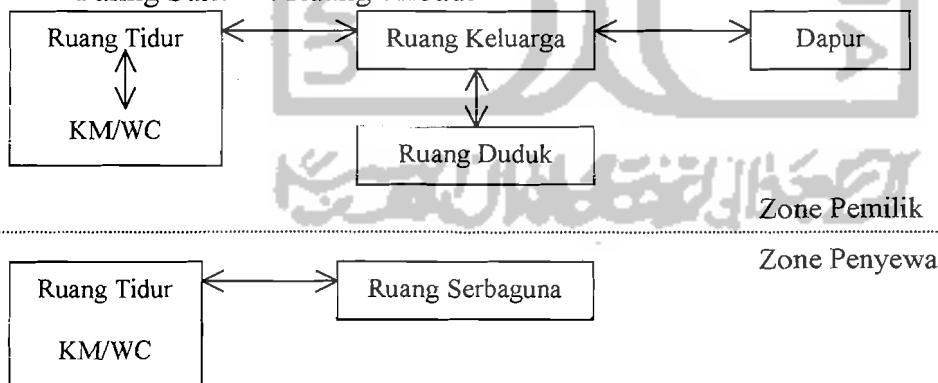 Ruang Tidur
Ruang Keluarga
Dapur
KM/WC
Ruang Duduk
Zone Pemilik
Zone Penyewa
Ruang Tidur
Ruang Serbaguna
KM/WC